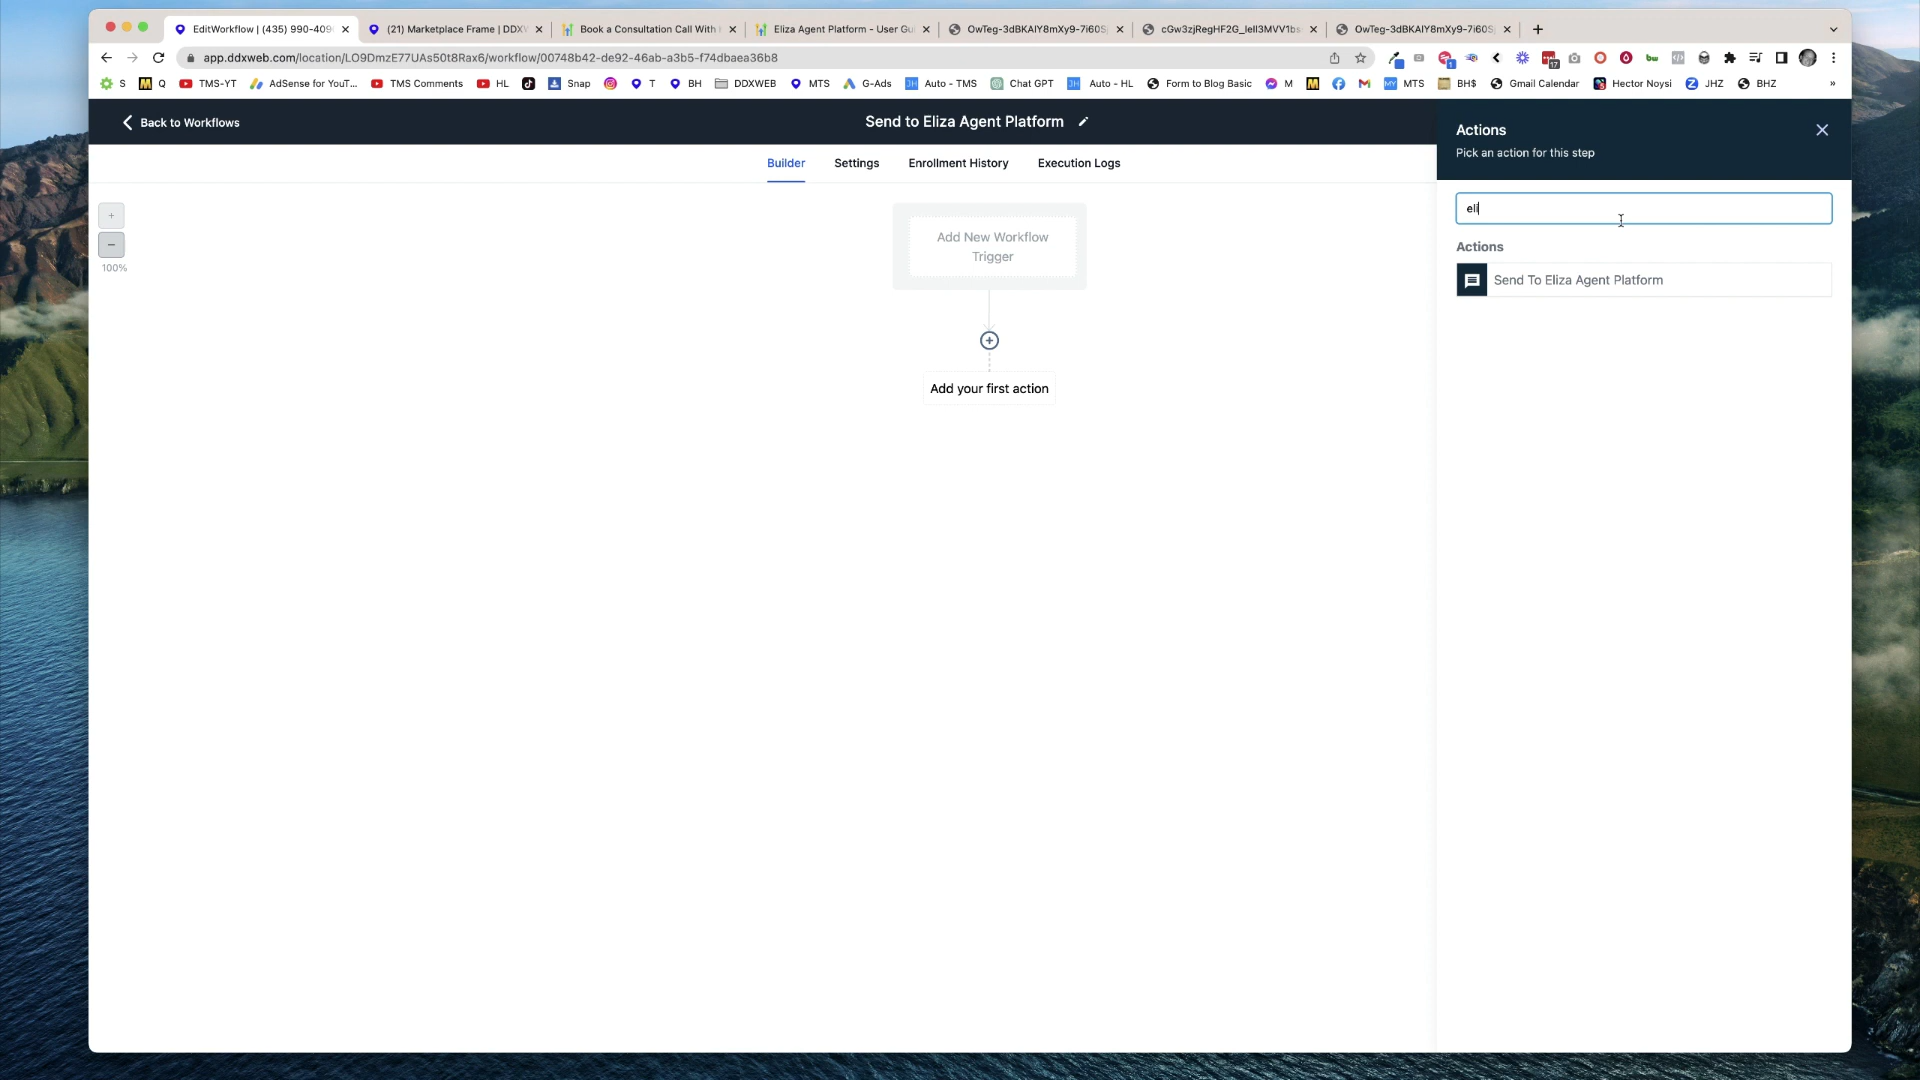 EditWorkflow | (435) 990-409
(21) Marketplace Frame | DDXV
Book a Consultation Call With
Eliza Agent Platform - User Gu
OwTeg-3dBKAIY8mXy9-7i60S
cGw3zjRegHF2G_leII3MVV1bs
OwTeg-3dBKAIY8mXy9-7i60S
app.ddxweb.com/location/LO9DmzE77UAs50t8Rax6/workflow/00748b42-de92-46ab-a3b5-f74dbaea36b8
S
Q
TMS-YT
AdSense for YouT...
TMS Comments
HL
Snap
T
BH
DDXWEB
MTS
G-Ads
Auto - TMS
Chat GPT
Auto - HL
Form to Blog Basic
M
MTS
BH$
Gmail Calendar
Hector Noysi
JHZ
BHZ
»
Back to Workflows
Send to Eliza Agent Platform
Builder
Settings
Enrollment History
Execution Logs
100%
Add New Workflow
Trigger
Add your first action
Actions
Pick an action for this step
eli
Actions
Send To Eliza Agent Platform